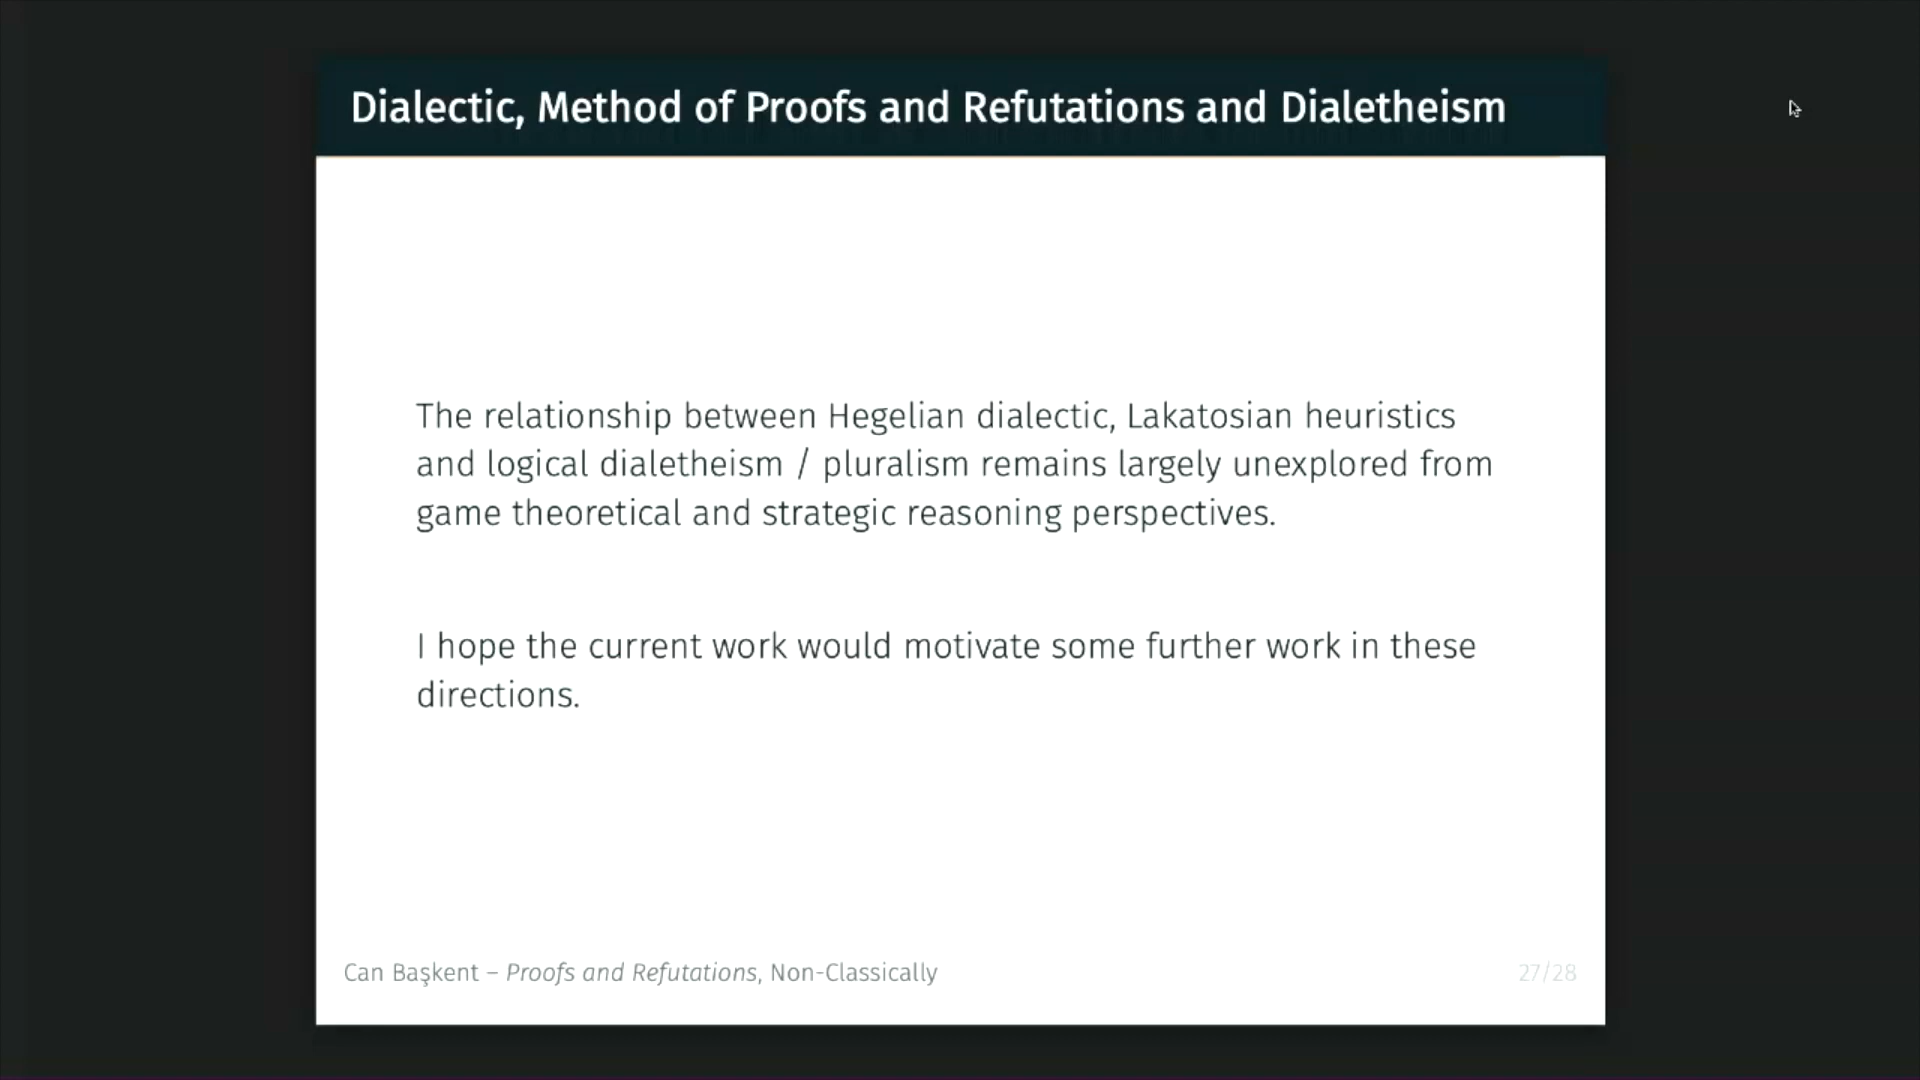 Dialectic, Method of Proofs and Refutations and Dialetheism
The relationship between Hegelian dialectic, Lakatosian heuristics
and logical dialetheism / pluralism remains largely unexplored from
game theoretical and strategic reasoning perspectives.
I hope the current work would motivate some further work in these
directions.
Can Başkent – Proofs and Refutations, Non-Classically
27/28